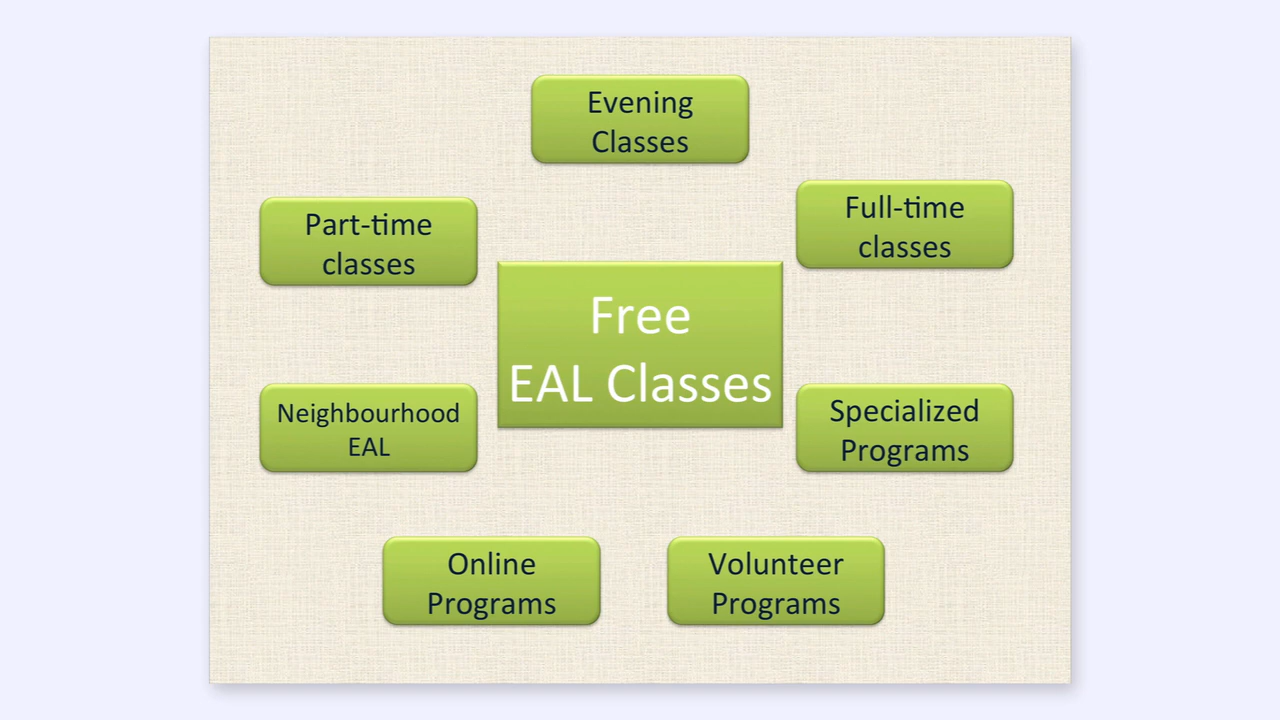 Evening
Classes
Part-time
classes
Full-time
classes
Free
EAL Classes
Neighbourhood
EAL
Specialized
Programs
Online
Programs
Volunteer
Programs